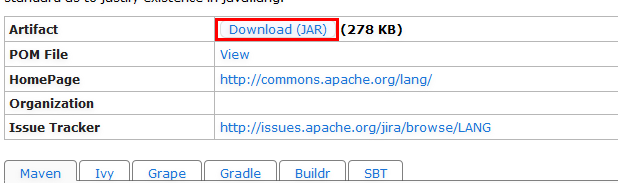 standard as to justify existence in java.lang.
Artifact Download (JAR) (278 KB)
POM File View
HomePage http://commons.apache.org/lang/
Organization
Issue Tracker http://issues.apache.org/jira/browse/LANG
Maven Ivy Grape Gradle Buildr SBT